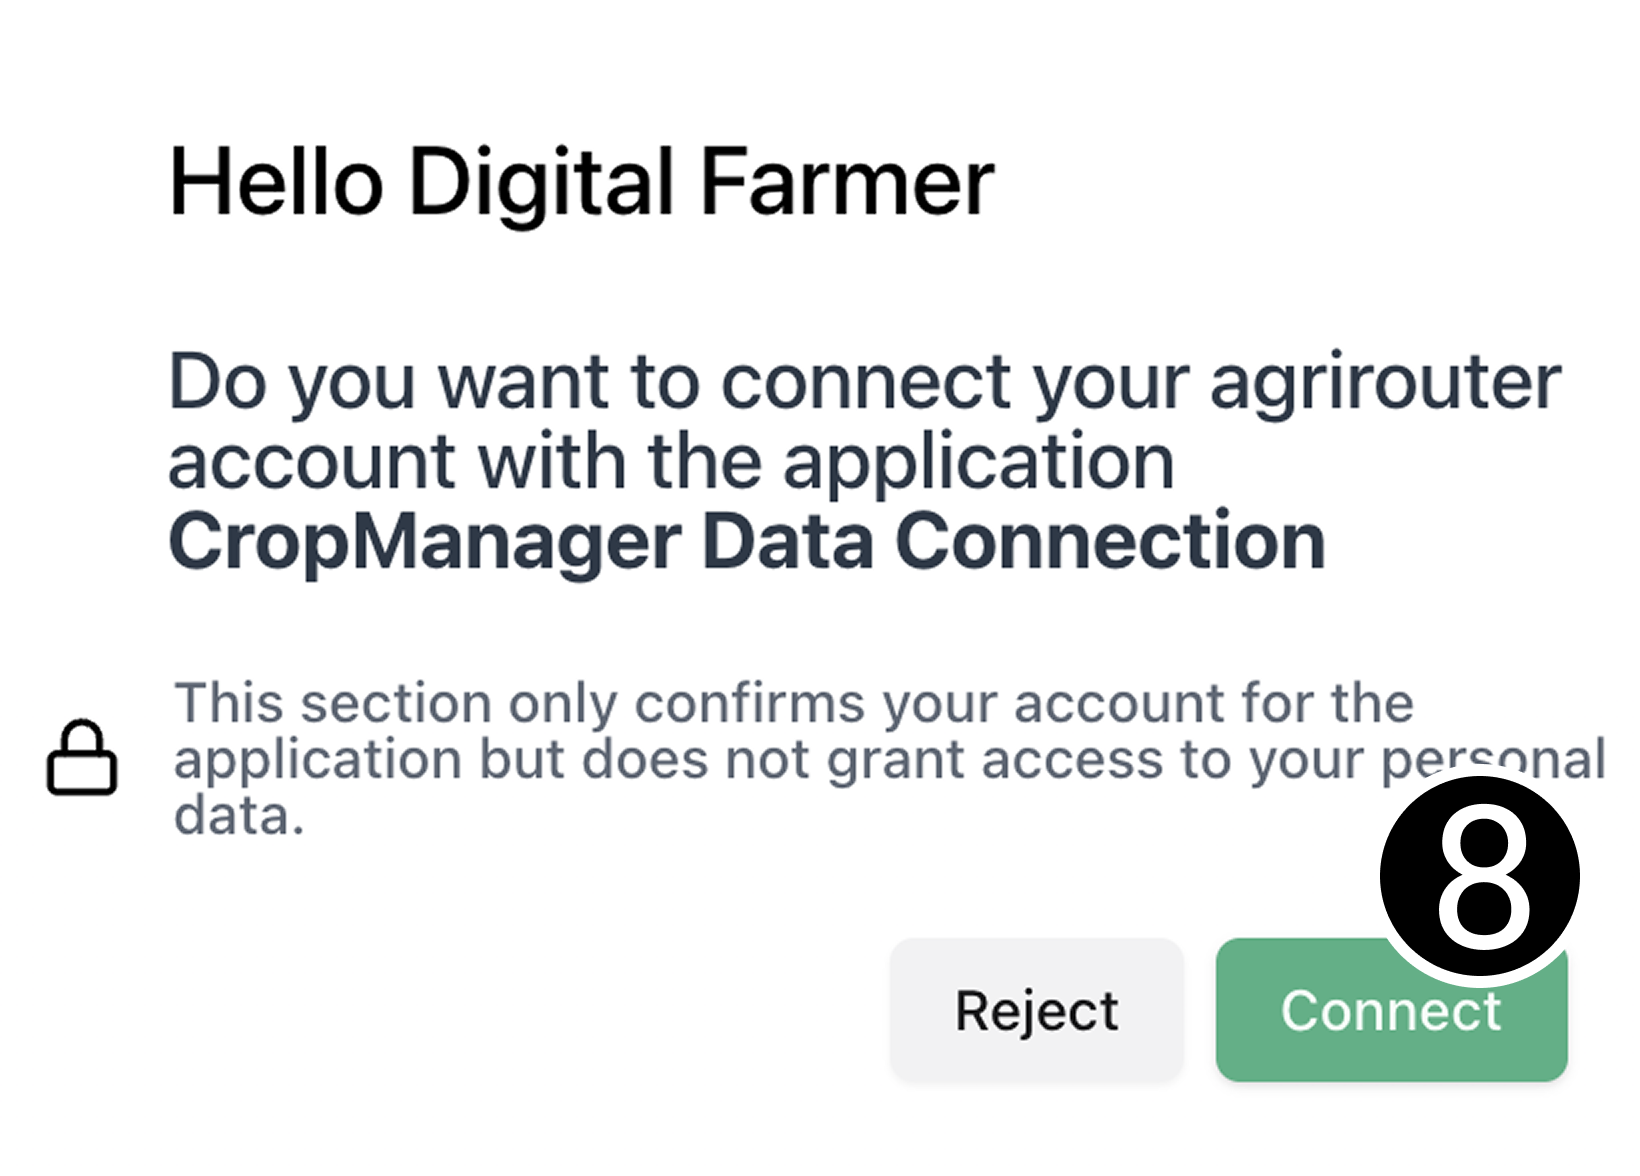 Hello Digital Farmer
Do you want to connect your agrirouter
account with the application
CropManager Data Connection
This section only confirms your account for the
application but does not grant access to your personal
data.
8
Reject Connect